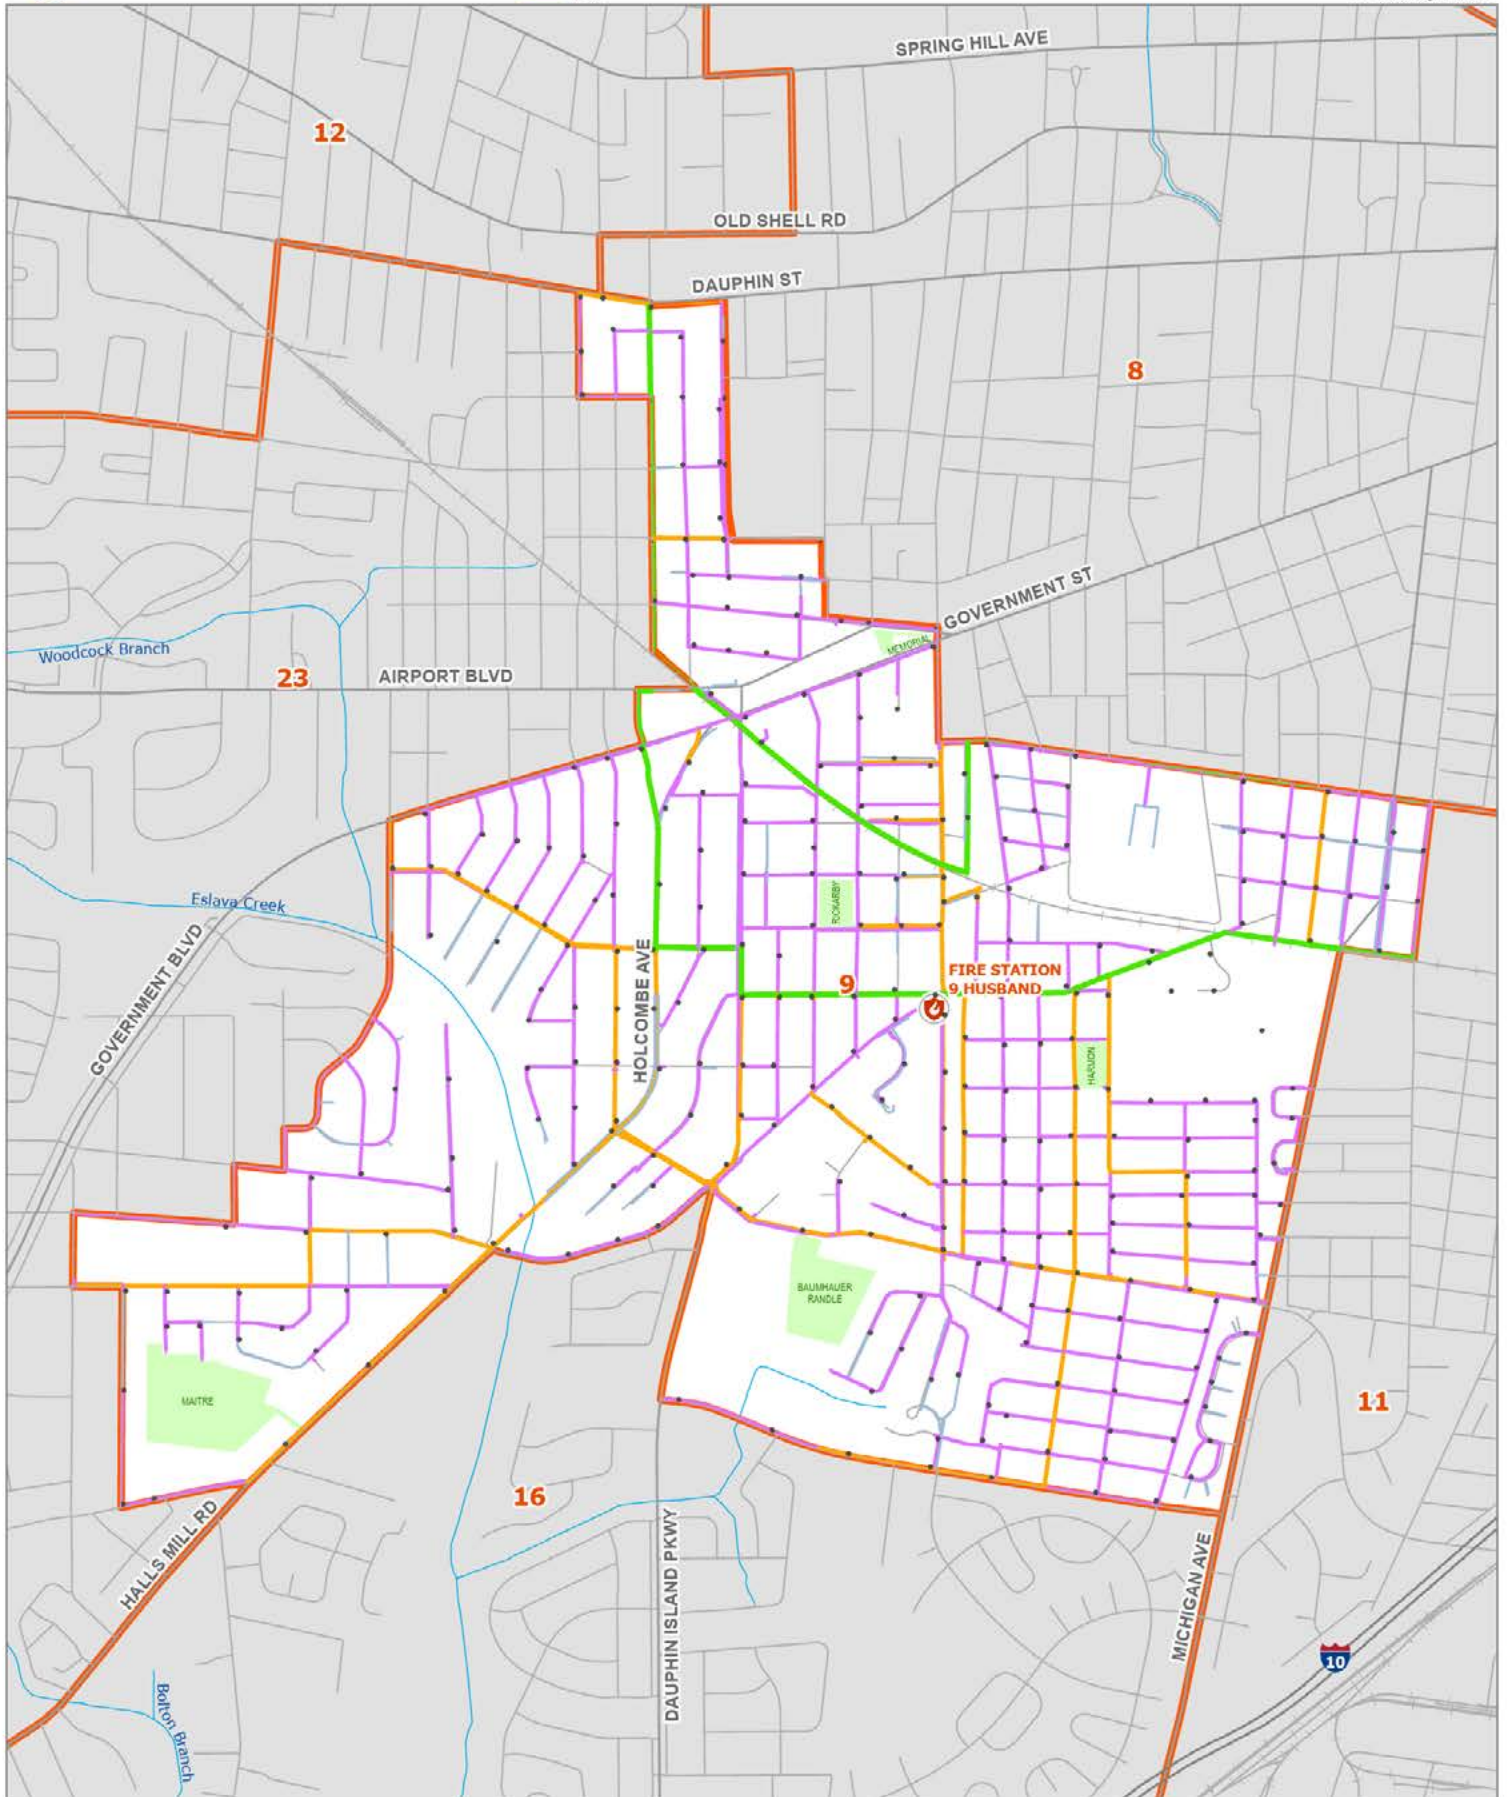 SPRING HILL AVE
12
OLD SHELL RD
DAUPHIN ST
8
GOVERNMENT ST
MEMORIAL
Woodcock Branch
23
AIRPORT BLVD
Eslava Creek
RICKARBY
GOVERNMENT BLVD
HOLCOMBE AVE
9
FIRE STATION
9 HUSBAND
HARMON
BAUMHAUER
RANDLE
MAITRE
11
16
HALLS MILL RD
DAUPHIN ISLAND PKWY
MICHIGAN AVE
10
Bolton Branch